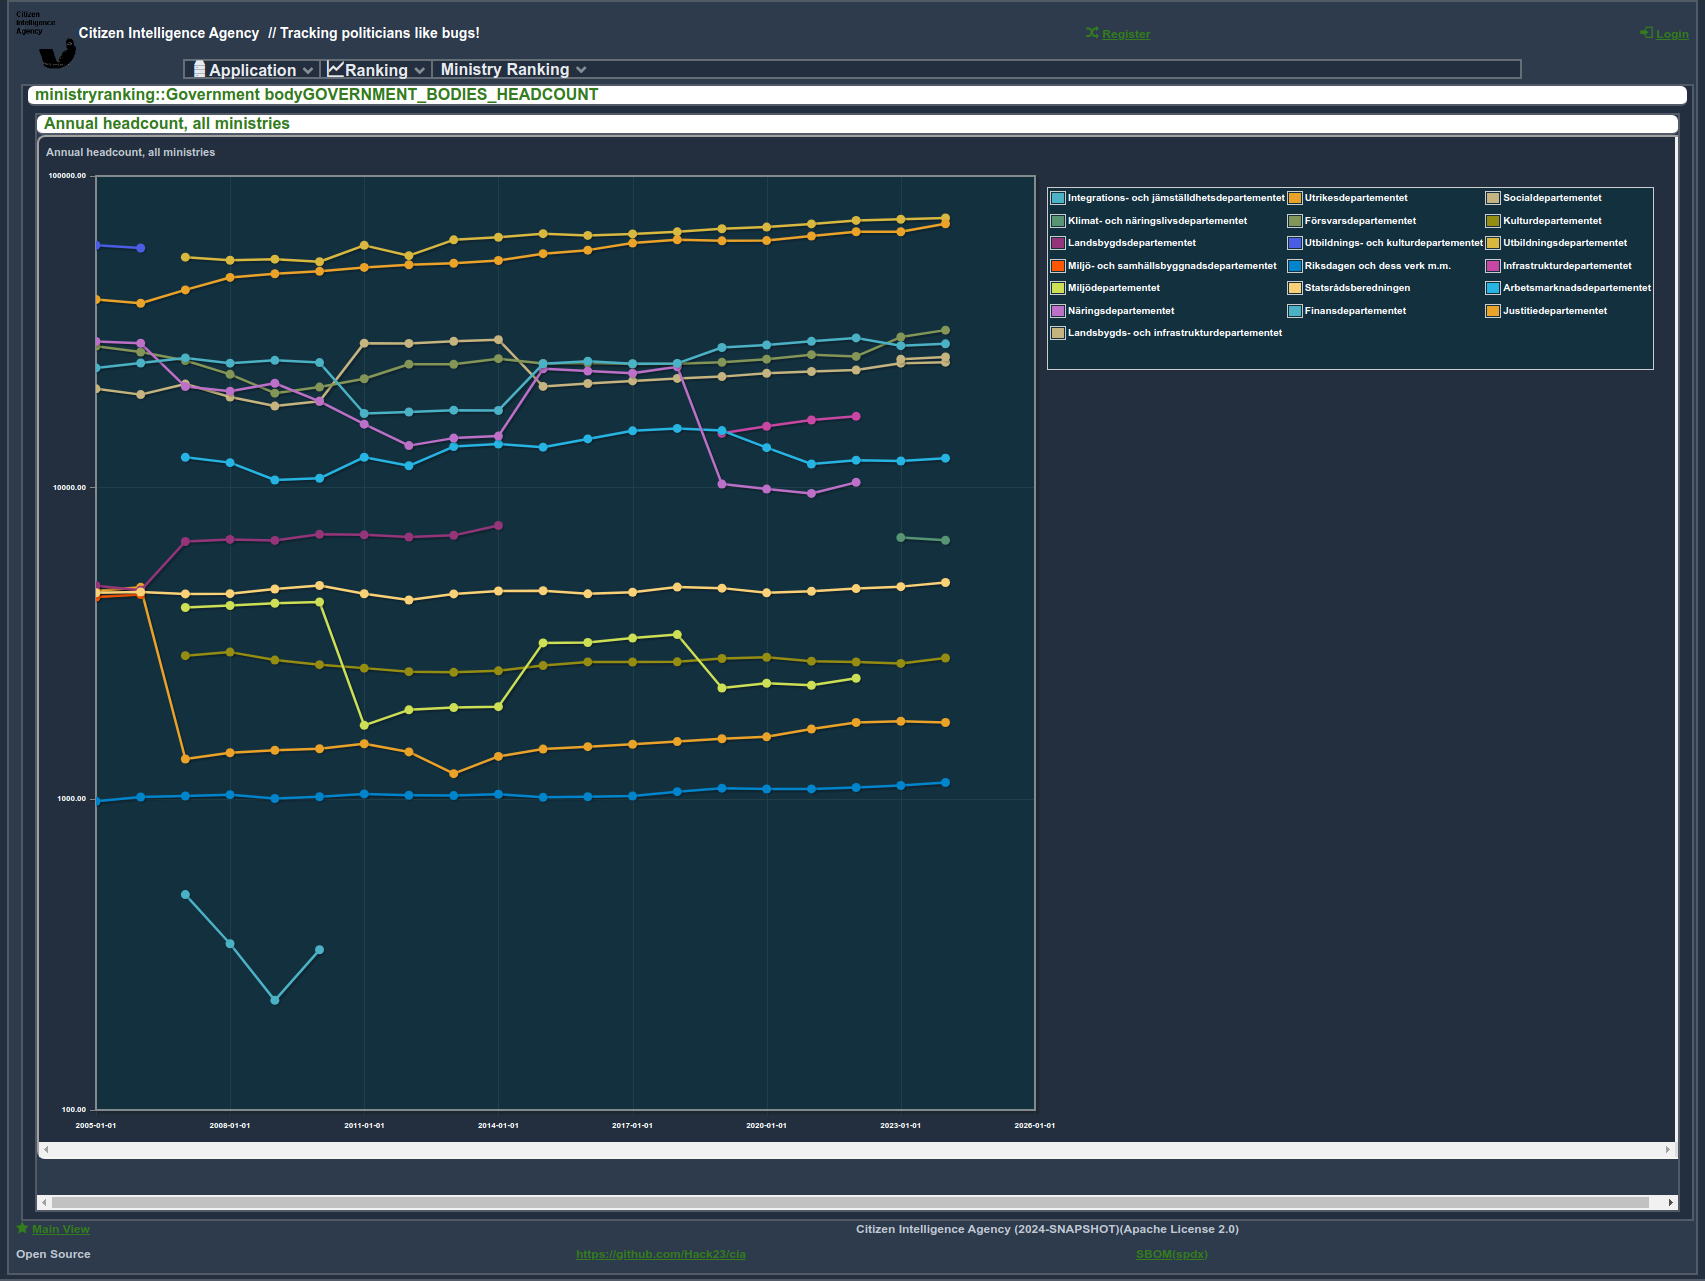 Citizen
Intelligence
Agency
Citizen Intelligence Agency // Tracking politicians like bugs!
Register
Login
Application
Ranking
Ministry Ranking
ministryranking::Government bodyGOVERNMENT_BODIES_HEADCOUNT
Annual headcount, all ministries
Annual headcount, all ministries
100000.00
10000.00
1000.00
100.00
2005-01-01 2008-01-01 2011-01-01 2014-01-01 2017-01-01 2020-01-01 2023-01-01 2026-01-01
Integrations- och jämställdhetsdepartementet Utrikesdepartementet Socialdepartementet
Klimat- och näringslivsdepartementet Försvarsdepartementet Kulturdepartementet
Landsbygdsdepartementet Utbildnings- och kulturdepartementet Utbildningsdepartementet
Miljö- och samhällsbyggnadsdepartementet Riksdagen och dess verk m.m. Infrastrukturdepartementet
Miljödepartementet Statsrådsberedningen Arbetsmarknadsdepartementet
Näringsdepartementet Finansdepartementet Justitiedepartementet
Landsbygds- och infrastrukturdepartementet
Main View
Citizen Intelligence Agency (2024-SNAPSHOT)(Apache License 2.0)
Open Source
https://github.com/Hack23/cia
SBOM(spdx)